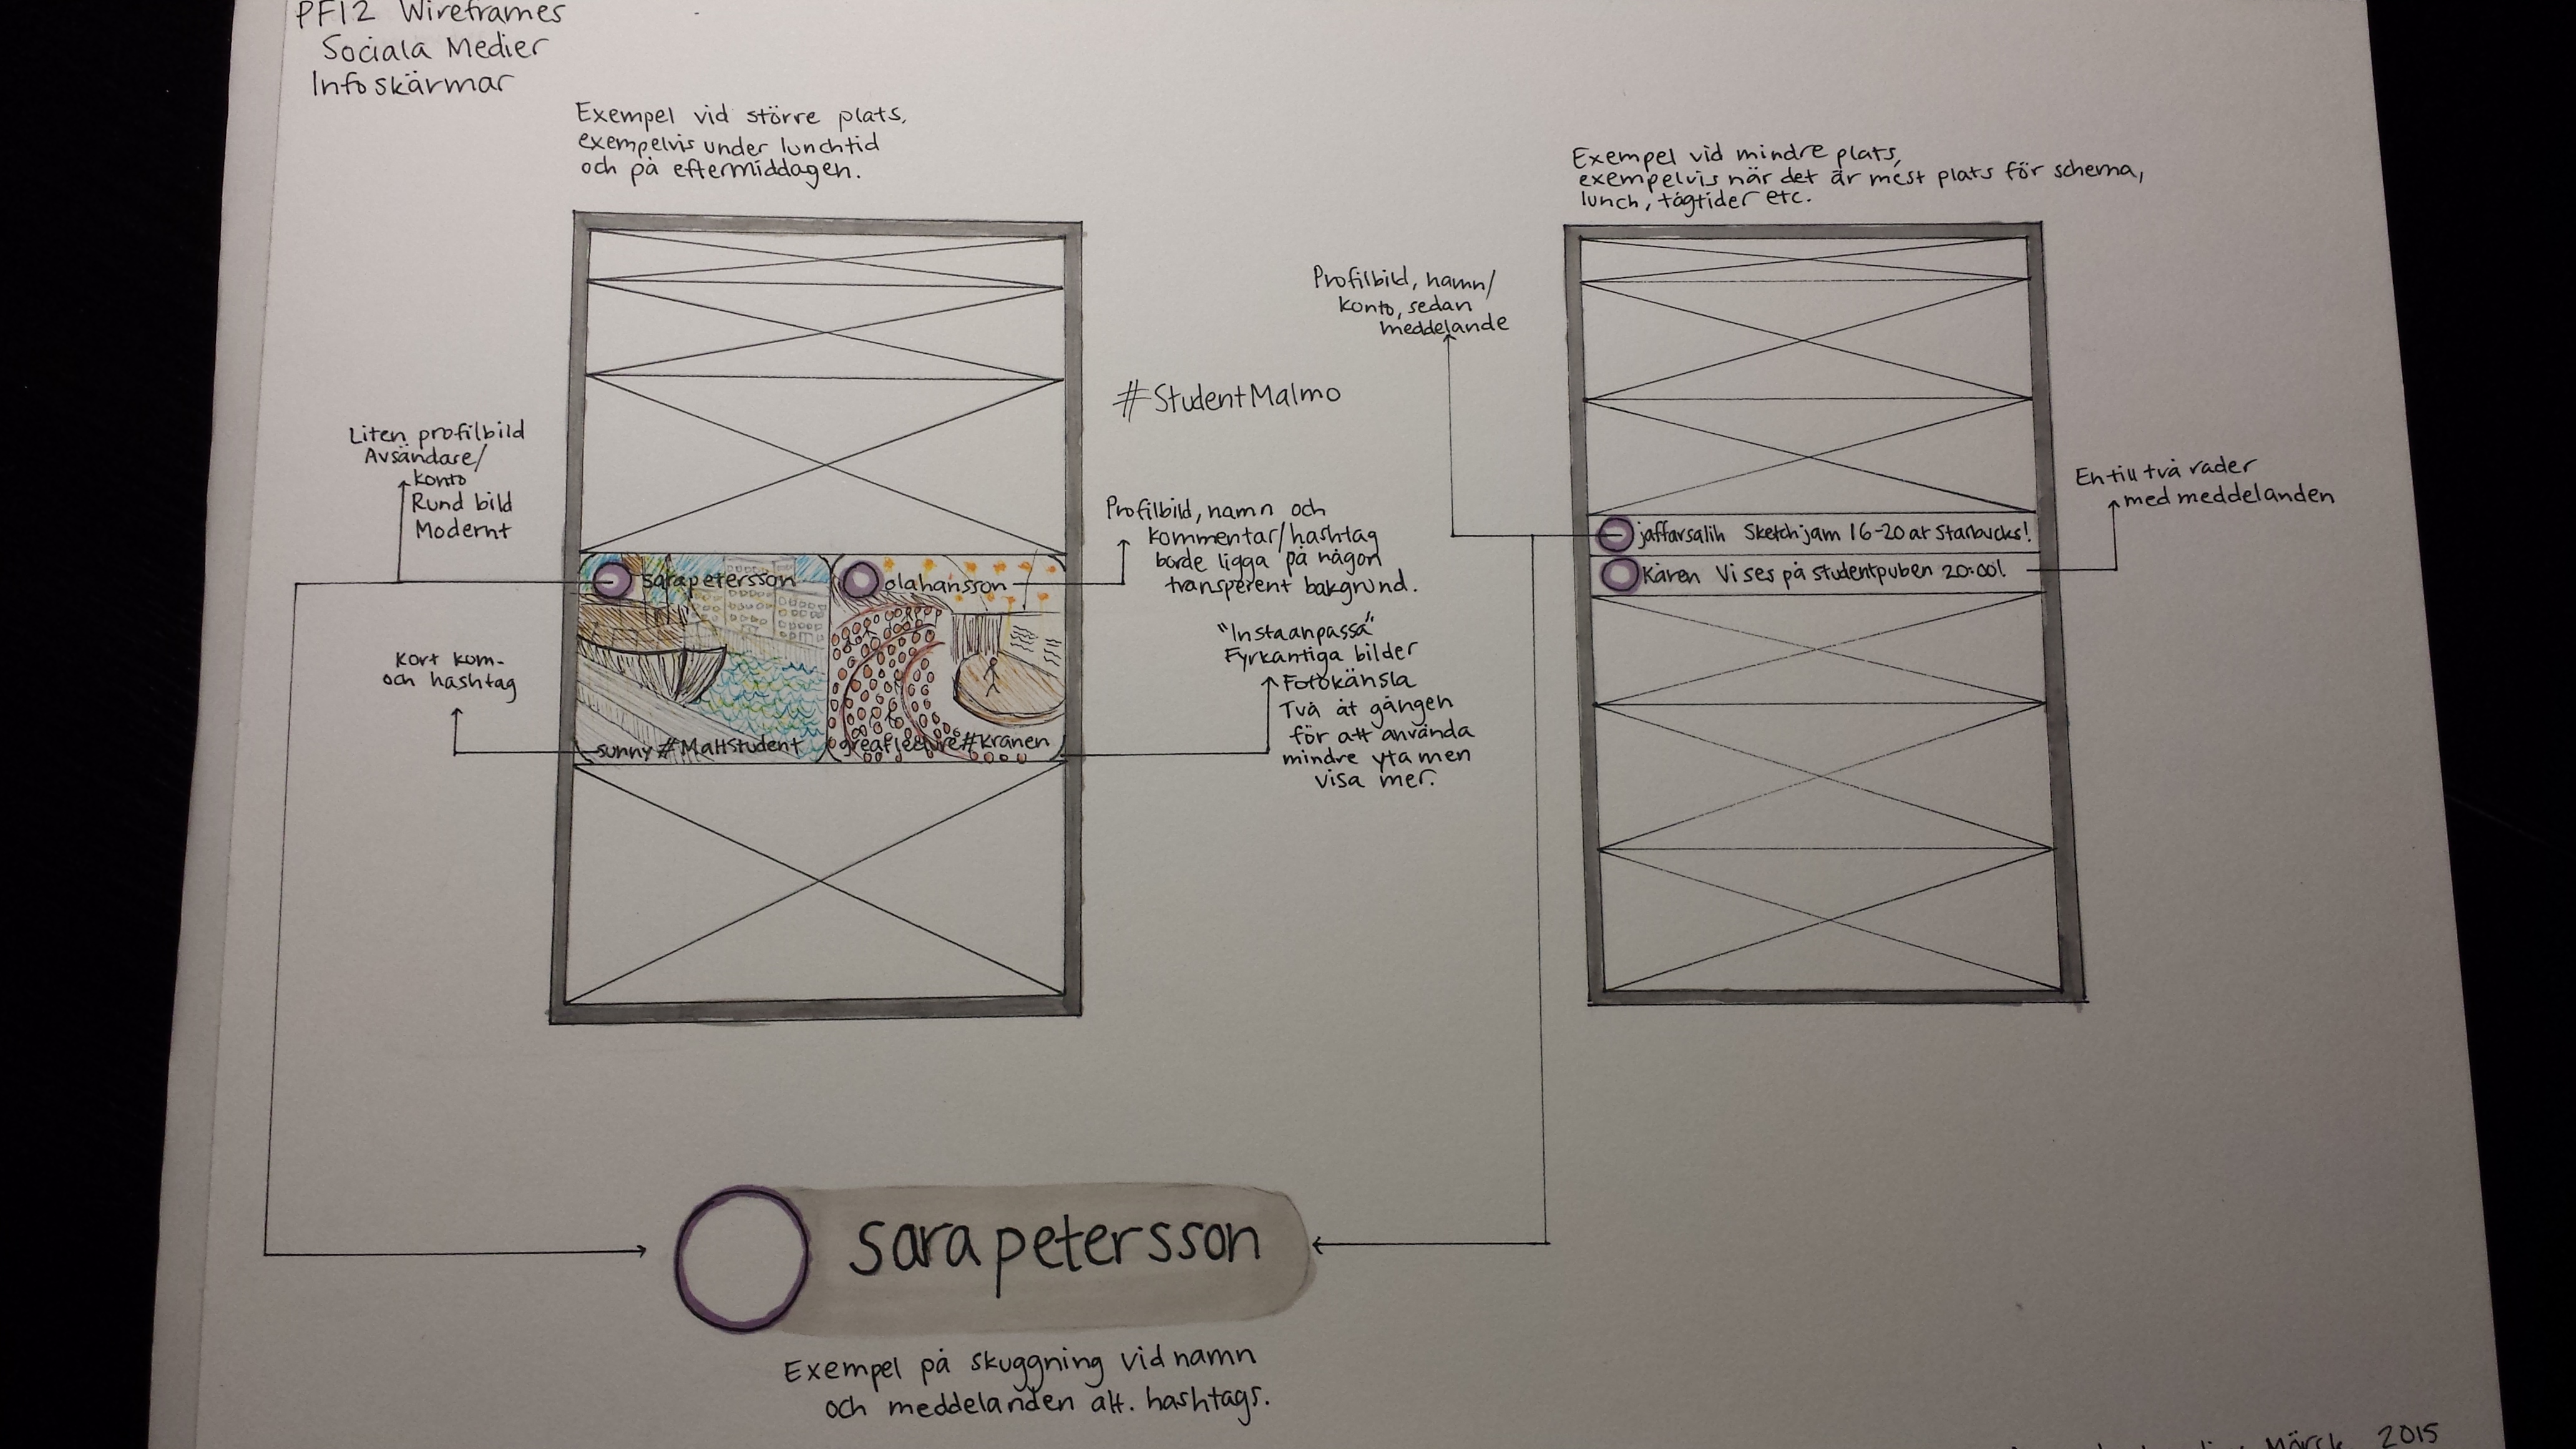 PF12 Wireframes
Sociala Medier
Infoskärmar
Exempel vid större plats,
exempelvis under lunchtid
och på eftermiddagen.
Liten profilbild
Avsändare/
konto
Rund bild
Modernt
Kort kom-
och hashtag
sarapetersson
sunny #MaHStudent
olahansson
great lecture #Kranen
#StudentMalmo
Profilbild, namn och
kommentar/hashtag
borde ligga på någon
transperent bakgrund.
"Instaanpassa"
Fyrkantiga bilder
Fotokänsla
Två åt gången
för att använda
mindre yta men
visa mer.
Exempel vid mindre plats,
exempelvis när det är mest plats för schema,
lunch, tågtider etc.
Profilbild, namn/
konto, sedan
meddelande
jaffarsalih Sketchjam 16-20 at Starbucks!
Kåren Vi ses på studentpuben 20:00!
En till två rader
med meddelanden
sarapetersson
Exempel på skuggning vid namn
och meddelanden alt. hashtags.
Mörck 2015